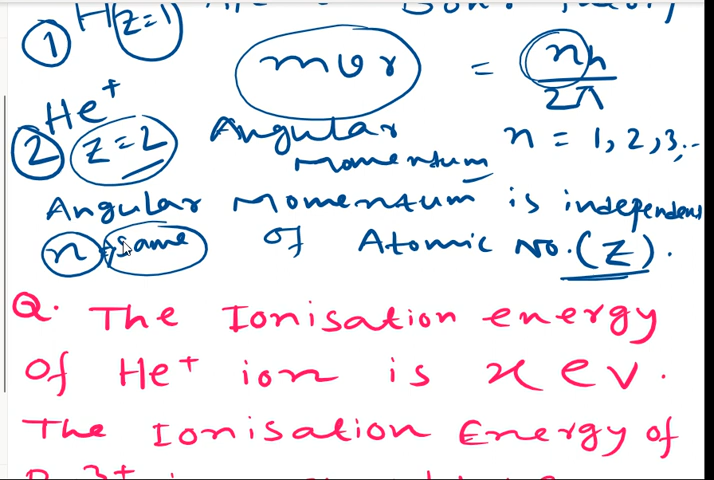 ① H(z=1)
mvr = nh/2π
He⁺
② z = 2 Angular Momentum n = 1, 2, 3, ..
Angular Momentum is independent
n same of Atomic No. (Z).
Q. The Ionisation energy
of He⁺ ion is x eV.
The Ionisation Energy of
3+